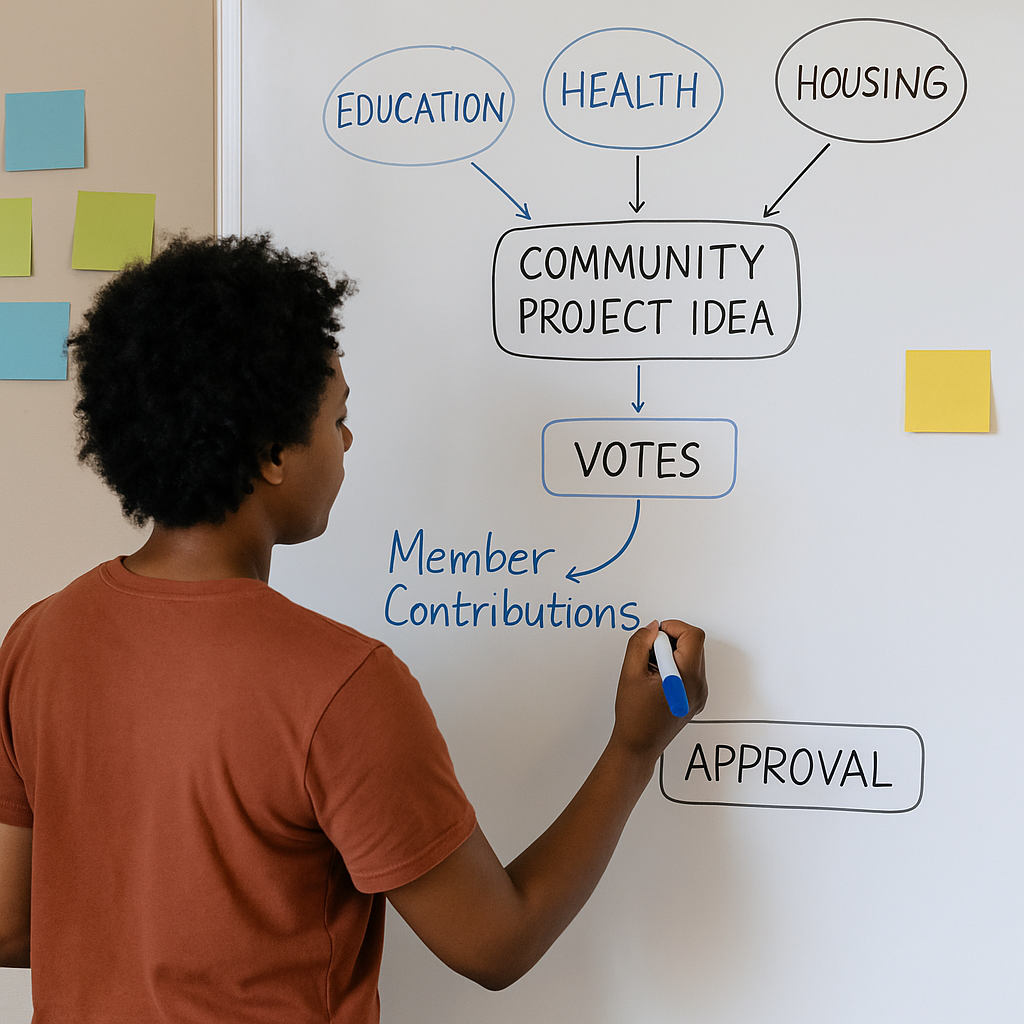 EDUCATION
HEALTH
HOUSING
COMMUNITY
PROJECT IDEA
VOTES
Member
Contributions
APPROVAL